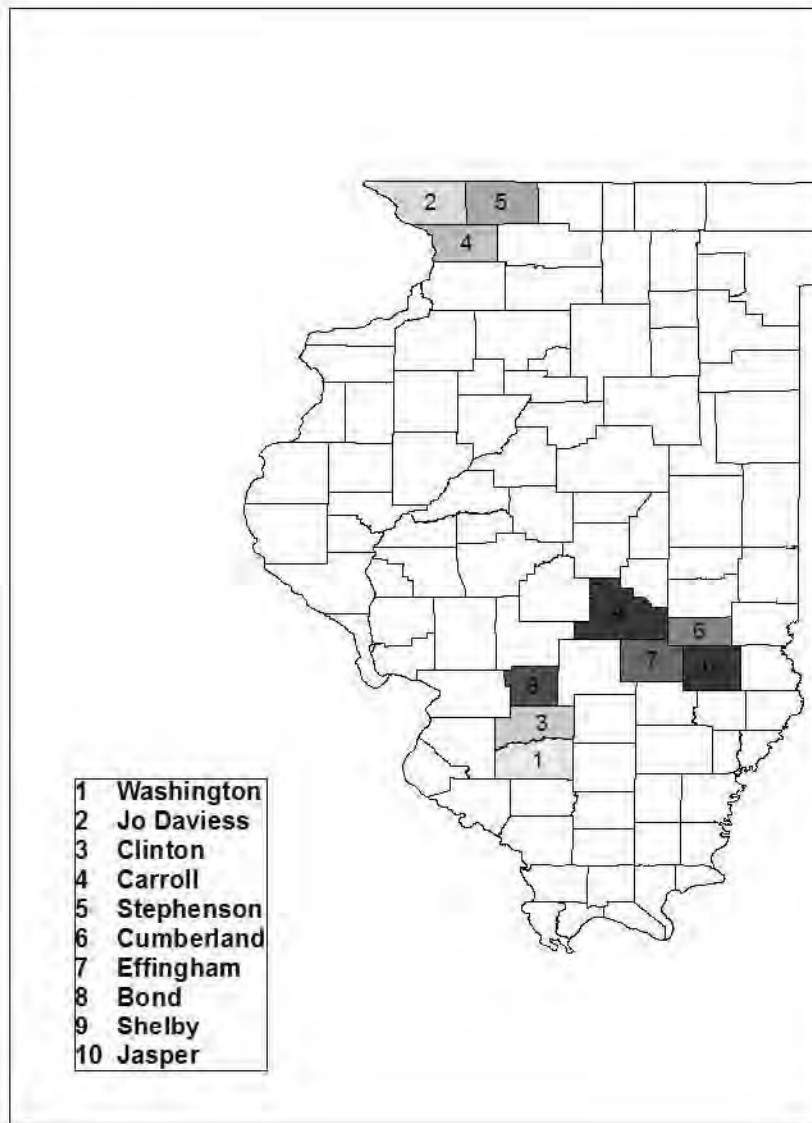 2 5
4
9
6
7
8
3
1
1 Washington
2 Jo Daviess
3 Clinton
4 Carroll
5 Stephenson
6 Cumberland
7 Effingham
8 Bond
9 Shelby
10 Jasper